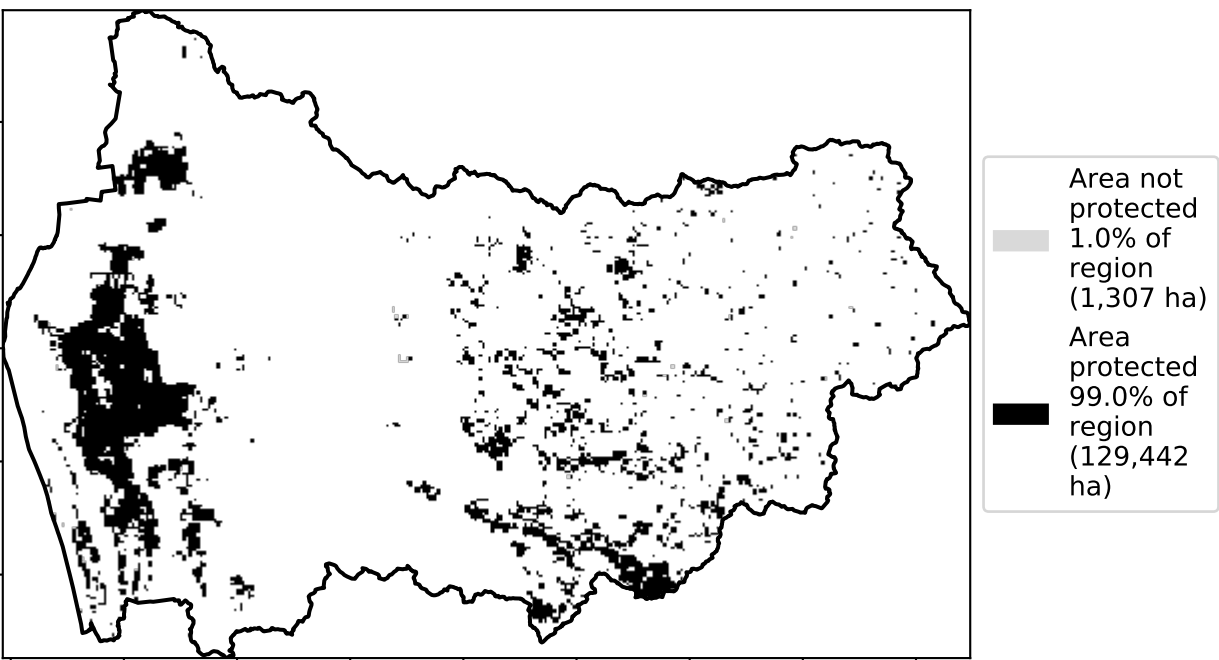 Area not
protected
1.0% of
region
(1,307 ha)
Area
protected
99.0% of
region
(129,442
ha)